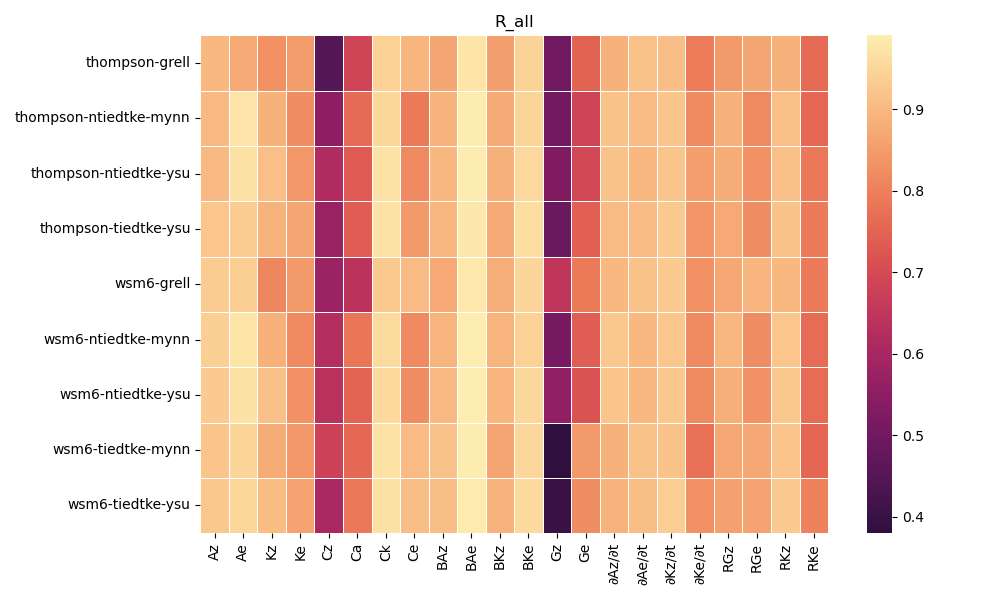 R_all
thompson-grell
thompson-ntiedtke-mynn
thompson-ntiedtke-ysu
thompson-tiedtke-ysu
wsm6-grell
wsm6-ntiedtke-mynn
wsm6-ntiedtke-ysu
wsm6-tiedtke-mynn
wsm6-tiedtke-ysu
Az Ae Kz Ke Cz Ca Ck Ce BAz BAe BKz BKe Gz Ge ∂Az/∂t ∂Ae/∂t ∂Kz/∂t ∂Ke/∂t RGz RGe RKz RKe
0.9
0.8
0.7
0.6
0.5
0.4